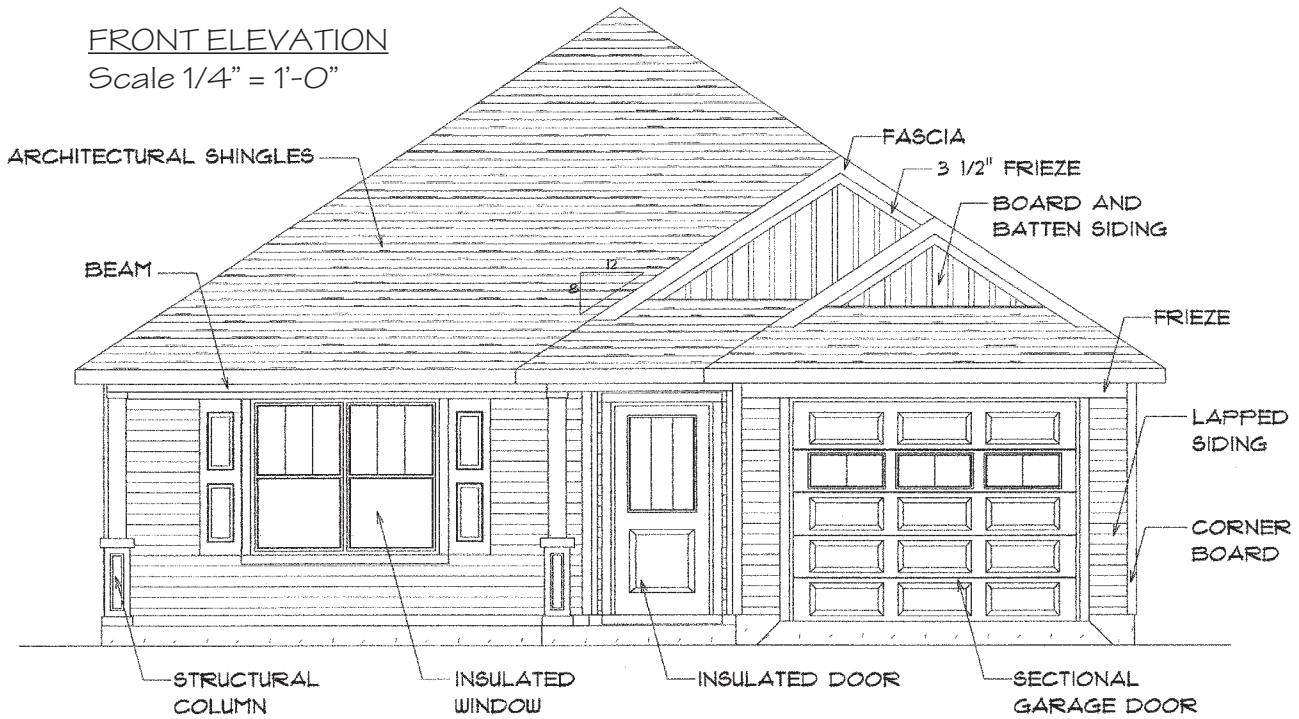 FRONT ELEVATION
Scale 1/4” = 1’-0”
ARCHITECTURAL SHINGLES
FASCIA
3 1/2" FRIEZE
BOARD AND
BATTEN SIDING
BEAM
12
8
FRIEZE
LAPPED
SIDING
CORNER
BOARD
STRUCTURAL
COLUMN
INSULATED
WINDOW
INSULATED DOOR
SECTIONAL
GARAGE DOOR